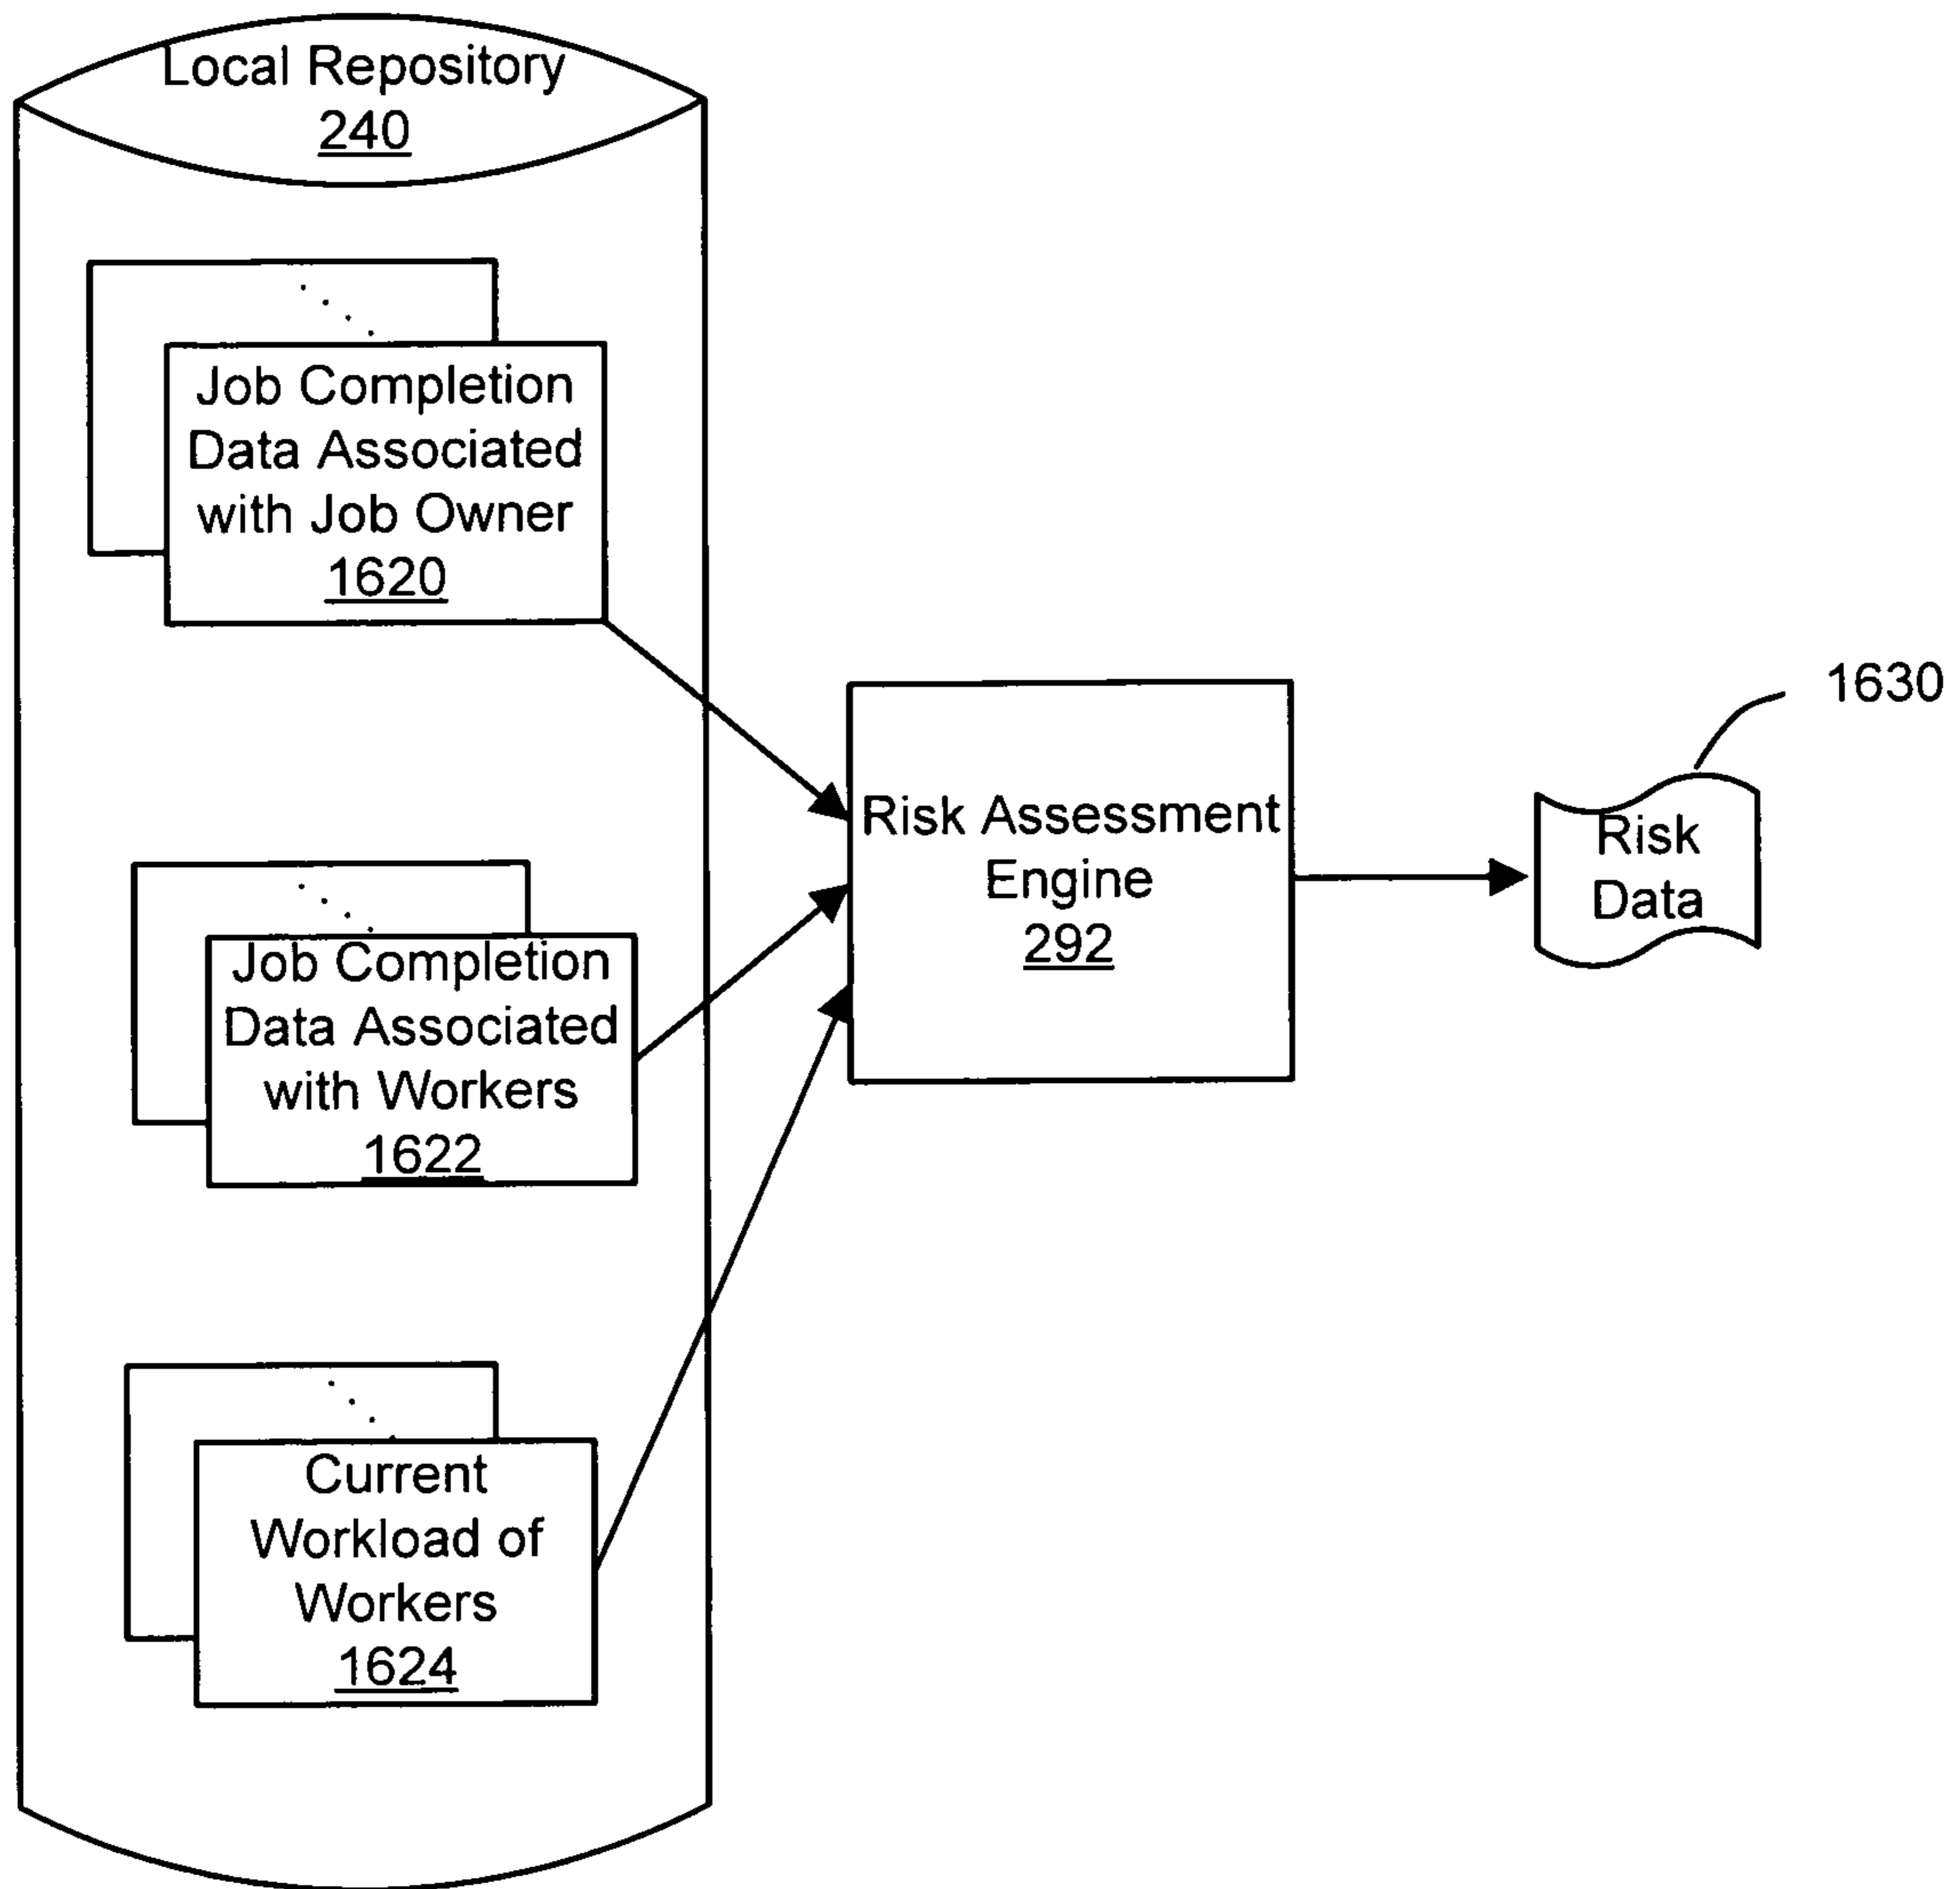 Local Repository
240
Job Completion
Data Associated
with Job Owner
1620
Job Completion
Data Associated
with Workers
1622
Current
Workload of
Workers
1624
Risk Assessment
Engine
292
1630
Risk
Data